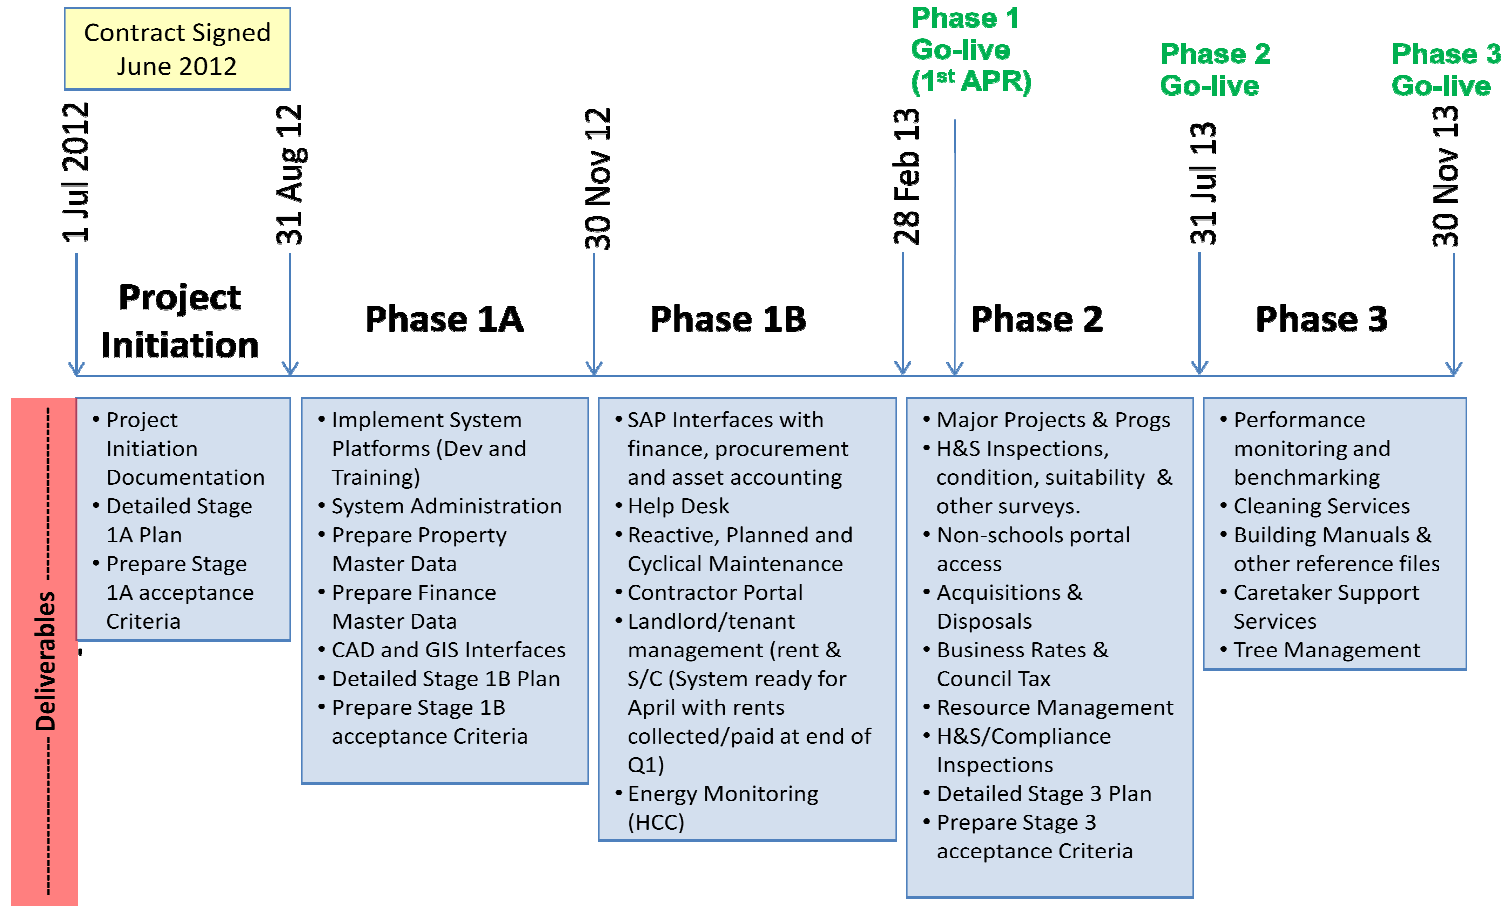 Contract Signed
June 2012
Phase 1
Go-live
(1st APR)
Phase 2
Go-live
Phase 3
Go-live
1 Jul 2012
31 Aug 12
30 Nov 12
28 Feb 13
31 Jul 13
30 Nov 13
Project
Initiation
Phase 1A
Phase 1B
Phase 2
Phase 3
Deliverables
• Project
Initiation
Documentation
• Detailed Stage
1A Plan
• Prepare Stage
1A acceptance
Criteria
• Implement System
Platforms (Dev and
Training)
• System Administration
• Prepare Property
Master Data
• Prepare Finance
Master Data
• CAD and GIS Interfaces
• Detailed Stage 1B Plan
• Prepare Stage 1B
acceptance Criteria
• SAP Interfaces with
finance, procurement
and asset accounting
• Help Desk
• Reactive, Planned and
Cyclical Maintenance
• Contractor Portal
• Landlord/tenant
management (rent &
S/C (System ready for
April with rents
collected/paid at end of
Q1)
• Energy Monitoring
(HCC)
• Major Projects & Progs
• H&S Inspections,
condition, suitability &
other surveys.
• Non-schools portal
access
• Acquisitions &
Disposals
• Business Rates &
Council Tax
• Resource Management
• H&S/Compliance
Inspections
• Detailed Stage 3 Plan
• Prepare Stage 3
acceptance Criteria
• Performance
monitoring and
benchmarking
• Cleaning Services
• Building Manuals &
other reference files
• Caretaker Support
Services
• Tree Management